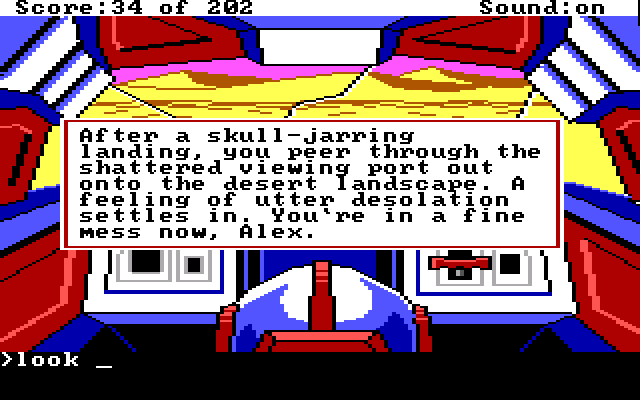 Score:34 of 202 Sound:on
After a skull-jarring
landing, you peer through the
shattered viewing port out
onto the desert landscape. A
feeling of utter desolation
settles in. You're in a fine
mess now, Alex.
>look _